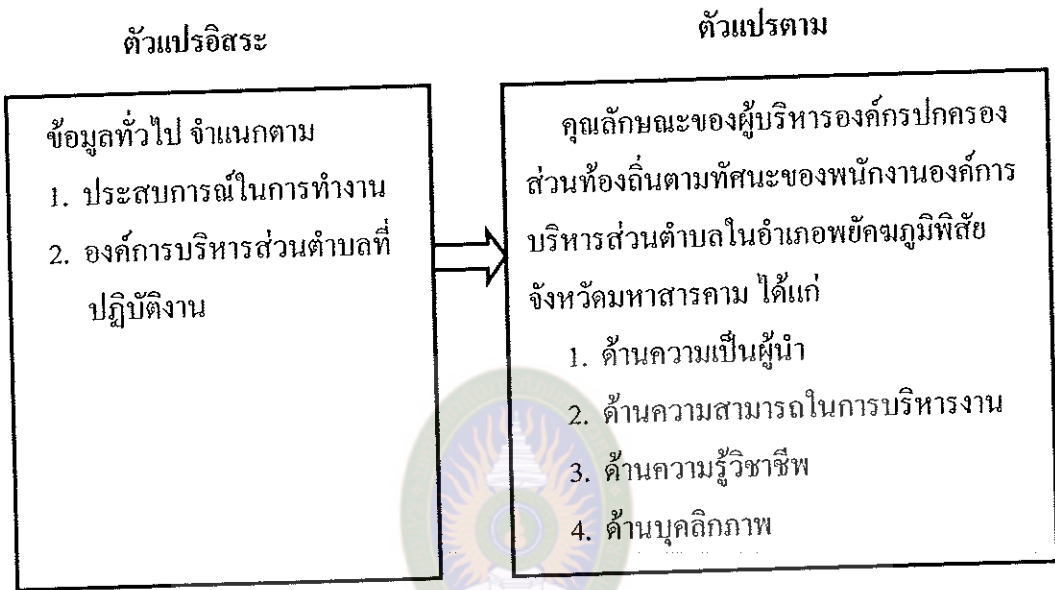 ตัวแปรอิสระ
ตัวแปรตาม
ข้อมูลทั่วไป จำแนกตาม
1. ประสบการณ์ในการทำงาน
2. องค์การบริหารส่วนตำบลที่
ปฏิบัติงาน
คุณลักษณะของผู้บริหารองค์กรปกครอง
ส่วนท้องถิ่นตามทัศนะของพนักงานองค์การ
บริหารส่วนตำบลในอำเภอพยัคฆภูมิพิสัย
จังหวัดมหาสารคาม ได้แก่
1. ด้านความเป็นผู้นำ
2. ด้านความสามารถในการบริหารงาน
3. ด้านความรู้วิชาชีพ
4. ด้านบุคลิกภาพ